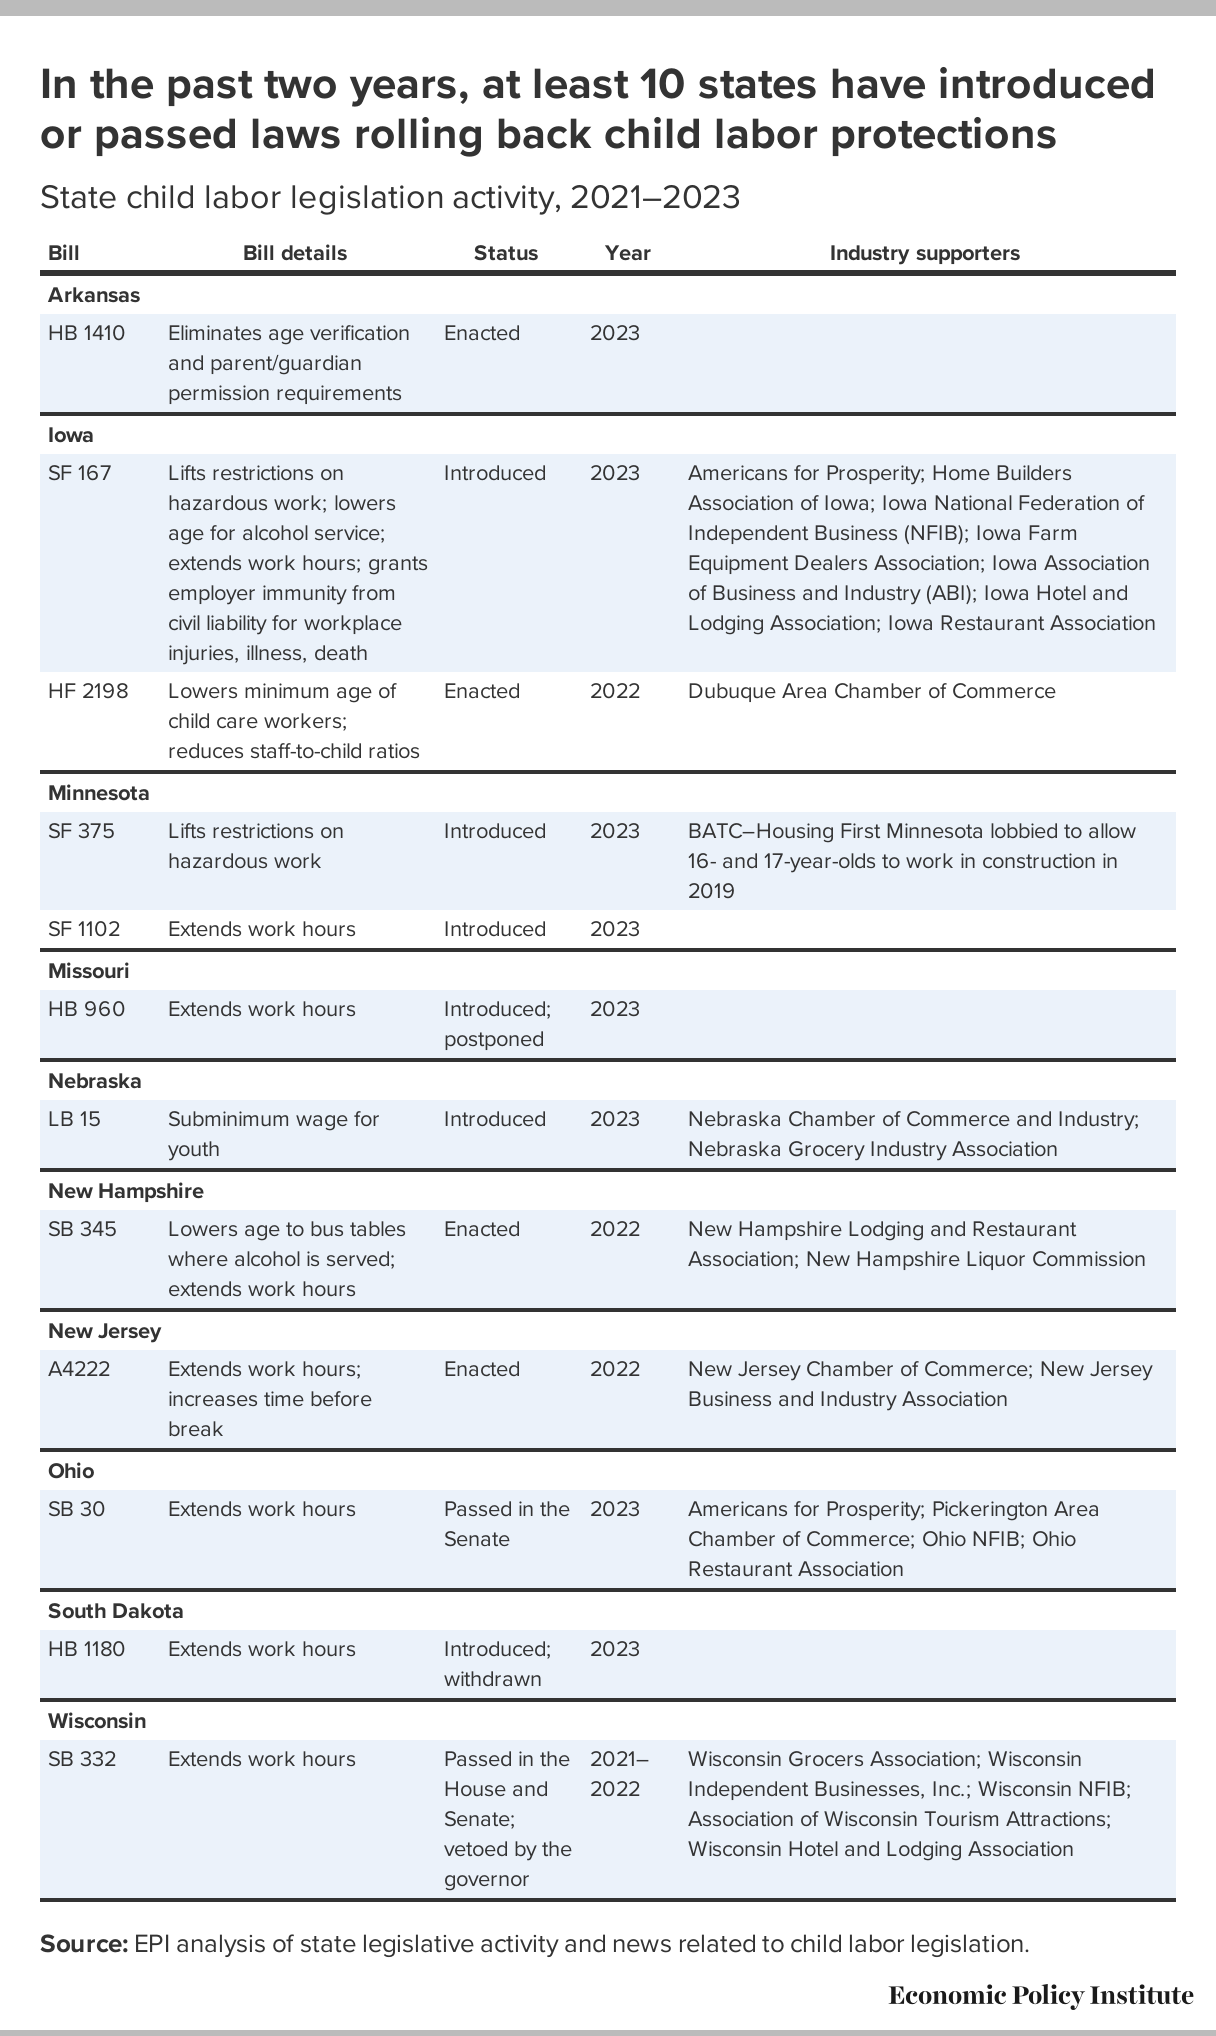 In the past two years, at least 10 states have introduced
or passed laws rolling back child labor protections
State child labor legislation activity, 2021–2023
Bill Bill details Status Year Industry supporters
Arkansas
HB 1410 Eliminates age verification Enacted 2023
and parent/guardian
permission requirements
Iowa
SF 167 Lifts restrictions on Introduced 2023 Americans for Prosperity; Home Builders
hazardous work; lowers Association of Iowa; Iowa National Federation of
age for alcohol service; Independent Business (NFIB); Iowa Farm
extends work hours; grants Equipment Dealers Association; Iowa Association
employer immunity from of Business and Industry (ABI); Iowa Hotel and
civil liability for workplace Lodging Association; Iowa Restaurant Association
injuries, illness, death
HF 2198 Lowers minimum age of Enacted 2022 Dubuque Area Chamber of Commerce
child care workers;
reduces staff-to-child ratios
Minnesota
SF 375 Lifts restrictions on Introduced 2023 BATC–Housing First Minnesota lobbied to allow
hazardous work 16- and 17-year-olds to work in construction in
2019
SF 1102 Extends work hours Introduced 2023
Missouri
HB 960 Extends work hours Introduced; 2023
postponed
Nebraska
LB 15 Subminimum wage for Introduced 2023 Nebraska Chamber of Commerce and Industry;
youth Nebraska Grocery Industry Association
New Hampshire
SB 345 Lowers age to bus tables Enacted 2022 New Hampshire Lodging and Restaurant
where alcohol is served; Association; New Hampshire Liquor Commission
extends work hours
New Jersey
A4222 Extends work hours; Enacted 2022 New Jersey Chamber of Commerce; New Jersey
increases time before Business and Industry Association
break
Ohio
SB 30 Extends work hours Passed in the 2023 Americans for Prosperity; Pickerington Area
Senate Chamber of Commerce; Ohio NFIB; Ohio
Restaurant Association
South Dakota
HB 1180 Extends work hours Introduced; 2023
withdrawn
Wisconsin
SB 332 Extends work hours Passed in the 2021– Wisconsin Grocers Association; Wisconsin
House and 2022 Independent Businesses, Inc.; Wisconsin NFIB;
Senate; Association of Wisconsin Tourism Attractions;
vetoed by the Wisconsin Hotel and Lodging Association
governor
Source: EPI analysis of state legislative activity and news related to child labor legislation.
Economic Policy Institute